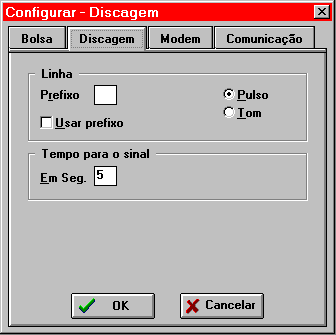 Configurar - Discagem
Bolsa Discagem Modem Comunicação
Linha
Prefixo
Pulso
Usar prefixo
Tom
Tempo para o sinal
Em Seg. 5
OK Cancelar